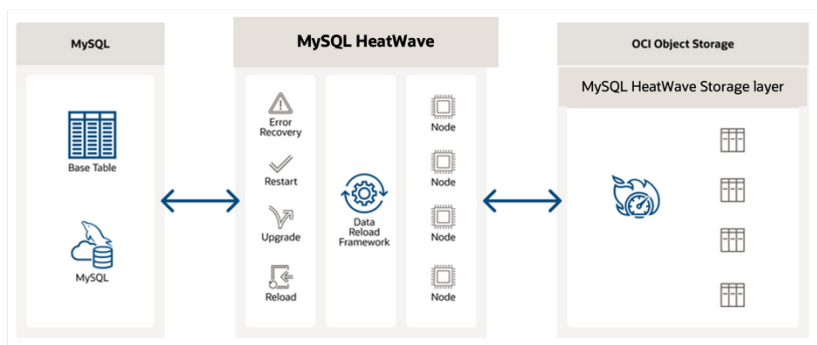 MySQL
Base Table
MySQL
MySQL HeatWave
Error
Recovery
Restart
Upgrade
Reload
Data
Reload
Framework
Node
Node
Node
Node
OCI Object Storage
MySQL HeatWave Storage layer